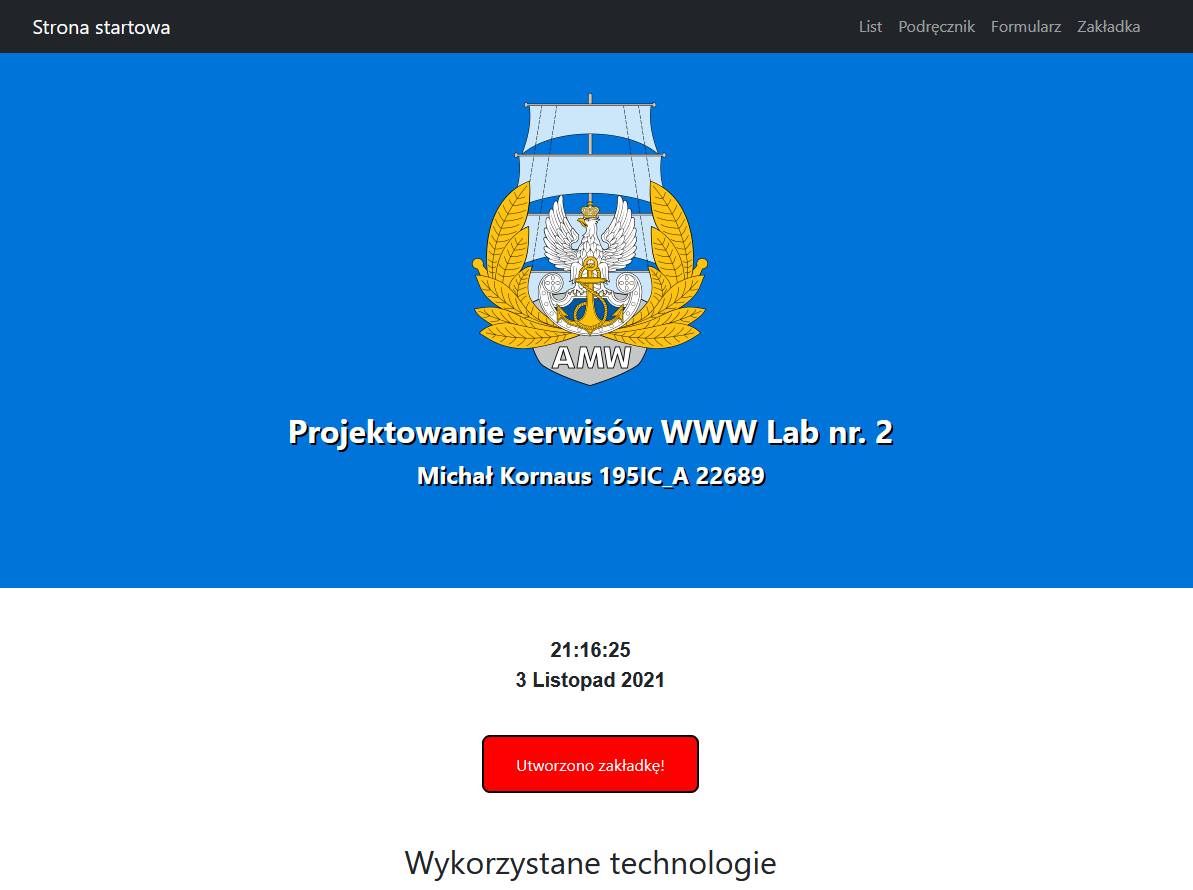 Strona startowa
List Podręcznik Formularz Zakładka
AMW
Projektowanie serwisów WWW Lab nr. 2
Michał Kornaus 195IC_A 22689
21:16:25
3 Listopad 2021
Utworzono zakładkę!
Wykorzystane technologie